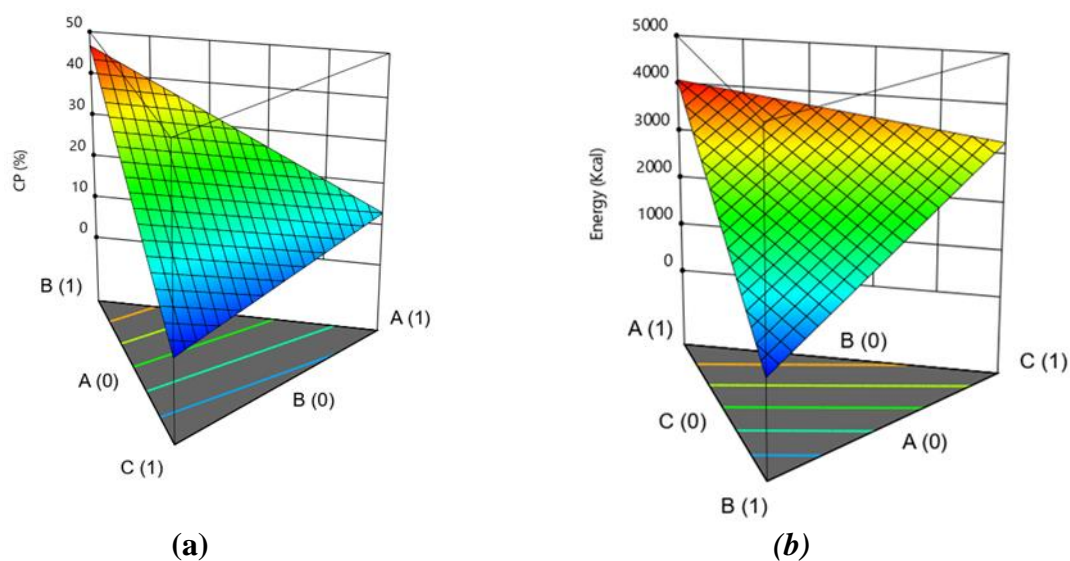 50
40
30
20
10
0
CP (%)
B (1)
A (1)
A (0)
B (0)
C (1)
(a)
5000
4000
3000
2000
1000
0
Energy (Kcal)
A (1)
B (0)
C (1)
C (0)
A (0)
B (1)
(b)